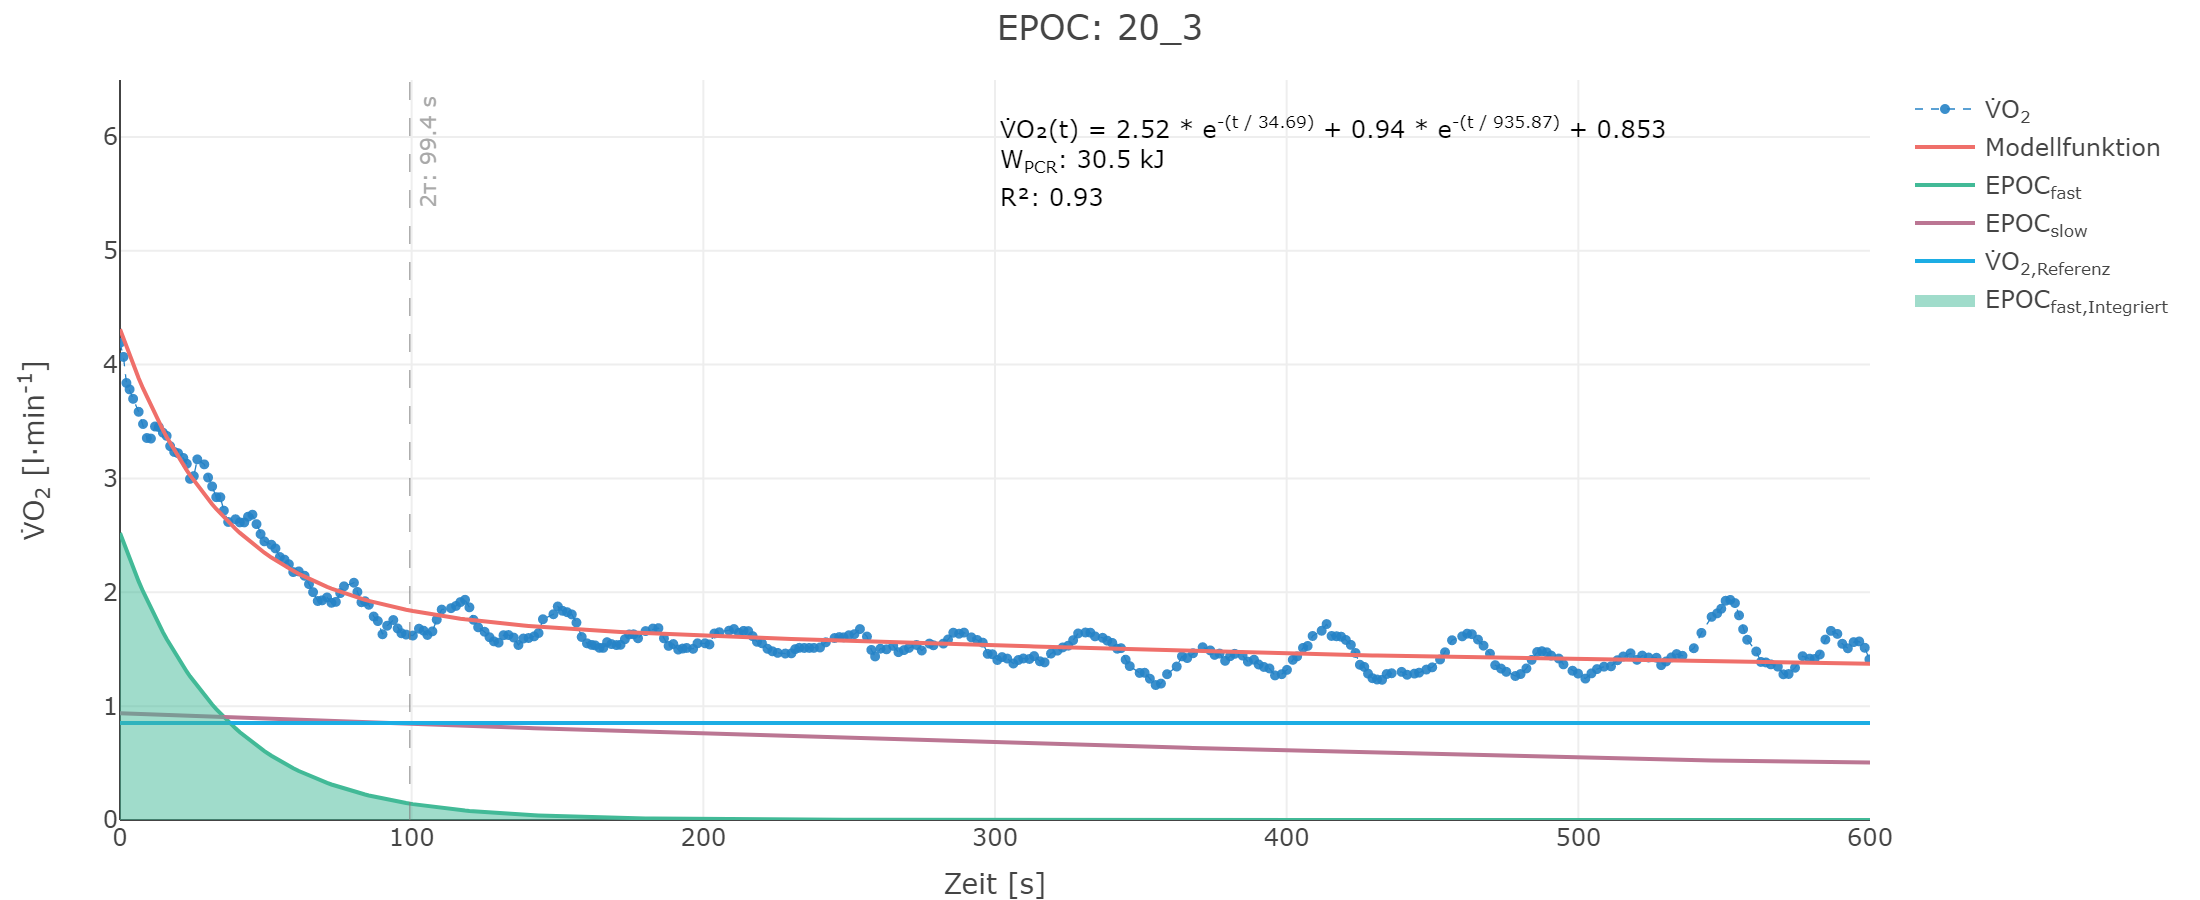 EPOC: 20_3
V̇O₂(t) = 2.52 * e^-(t / 34.69) + 0.94 * e^-(t / 935.87) + 0.853
W_PCR: 30.5 kJ
R²: 0.93
2τ: 99.4 s
V̇O₂
Modellfunktion
EPOC_fast
EPOC_slow
V̇O_2,Referenz
EPOC_fast,Integriert
V̇O₂ [l·min⁻¹]
6
5
4
3
2
1
0
0 100 200 300 400 500 600
Zeit [s]